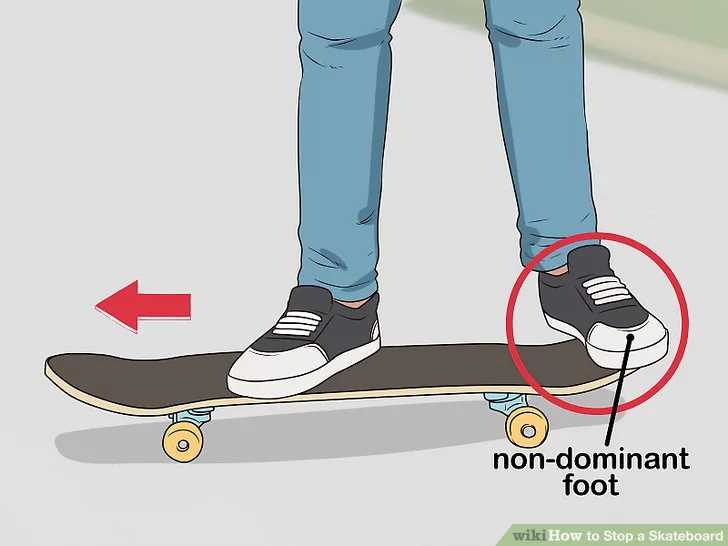 non-dominant
foot
wikiHow to Stop a Skateboard